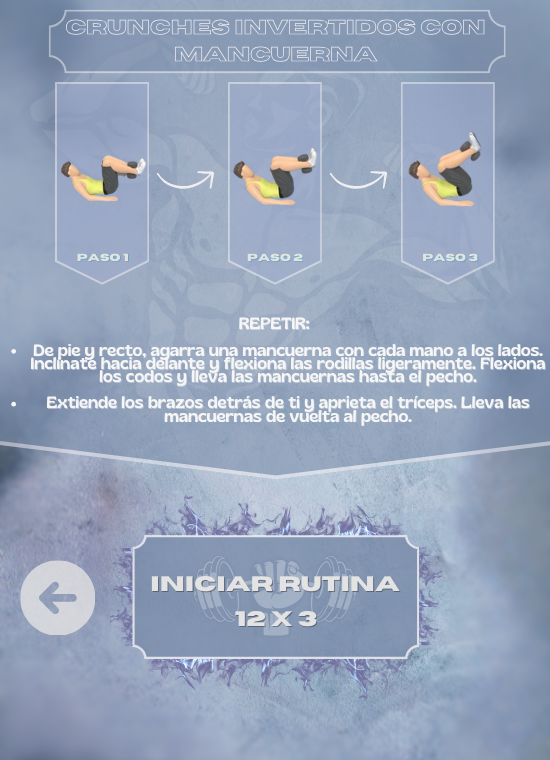 CRUNCHES INVERTIDOS CON
MANCUERNA
PASO 1
PASO 2
PASO 3
REPETIR:
• De pie y recto, agarra una mancuerna con cada mano a los lados.
Inclínate hacia delante y flexiona las rodillas ligeramente. Flexiona
los codos y lleva las mancuernas hasta el pecho.
• Extiende los brazos detrás de ti y aprieta el tríceps. Lleva las
mancuernas de vuelta al pecho.
INICIAR RUTINA
12 X 3